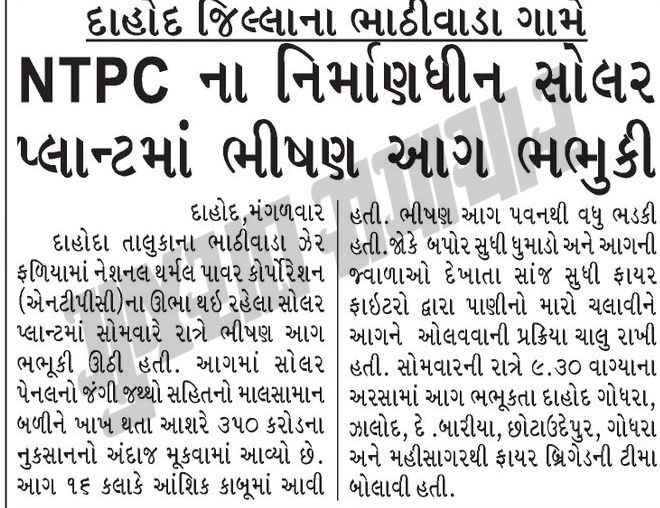 દાહોદ જિલ્લાના ભાઠીવાડા ગામે
NTPC ના નિર્માણધીન સોલર
પ્લાન્ટમાં ભીષણ આગ ભભુકી
દાહોદ,મંગળવાર
દાહોદા તાલુકાના ભાઠીવાડા ઝેર
ફળિયામાં નેશનલ થર્મલ પાવર કોર્પોરેશન
(એનટીપીસી)ના ઊભા થઇ રહેલા સોલર
પ્લાન્ટમાં સોમવારે રાત્રે ભીષણ આગ
ભભૂકી ઊઠી હતી. આગમાં સોલર
પેનલનો જંગી જથ્થો સહિતનો માલસામાન
બળીને ખાખ થતા આશરે ૩૫૦ કરોડના
નુકસાનનો અંદાજ મૂકવામાં આવ્યો છે.
આગ ૧૬ કલાકે આંશિક કાબૂમાં આવી
હતી. ભીષણ આગ પવનથી વધુ ભડકી
હતી.જોકે બપોર સુધી ધુમાડો અને આગની
જ્વાળાઓ દેખાતા સાંજ સુધી ફાયર
ફાઇટરો દ્વારા પાણીનો મારો ચલાવીને
આગને ઓલવવાની પ્રક્રિયા ચાલુ રાખી
હતી. સોમવારની રાત્રે ૯.૩૦ વાગ્યાના
અરસામાં આગ ભભૂકતા દાહોદ ગોધરા,
ઝાલોદ, દે .બારીયા, છોટાઉદેપુર, ગોધરા
અને મહીસાગરથી ફાયર બ્રિગેડની ટીમા
બોલાવી હતી.
ગુજરાત સમાચાર